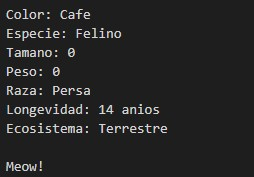 Color: Cafe
Especie: Felino
Tamano: 0
Peso: 0
Raza: Persa
Longevidad: 14 anios
Ecosistema: Terrestre
Meow!